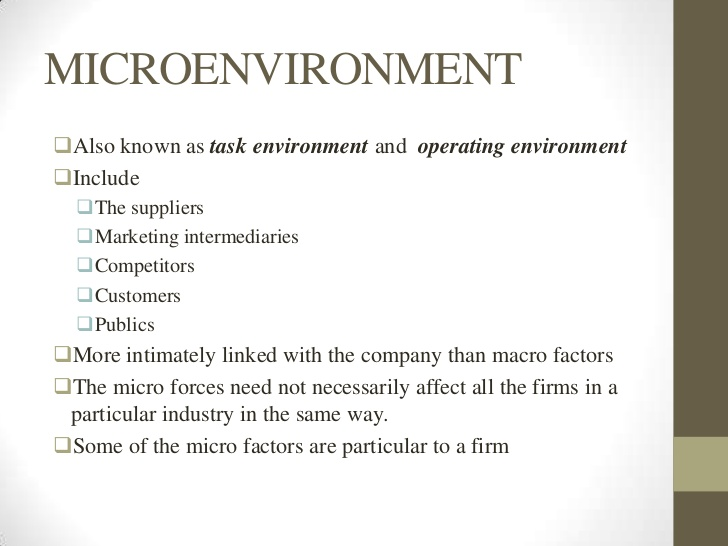 MICROENVIRONMENT
❑Also known as task environment and operating environment
❑Include
❑The suppliers
❑Marketing intermediaries
❑Competitors
❑Customers
❑Publics
❑More intimately linked with the company than macro factors
❑The micro forces need not necessarily affect all the firms in a
particular industry in the same way.
❑Some of the micro factors are particular to a firm